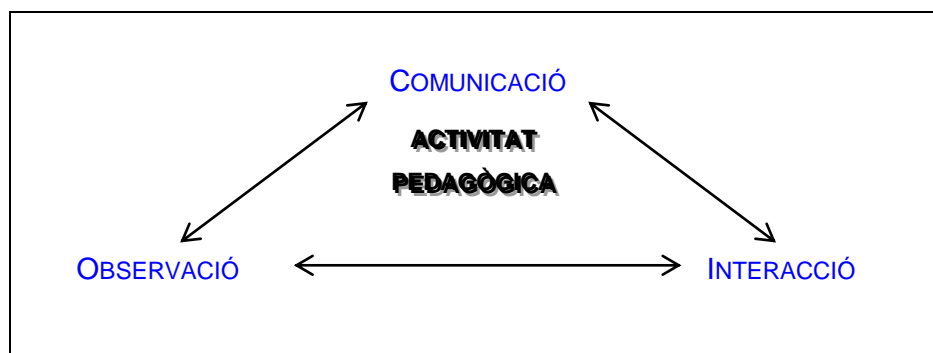 COMUNICACIÓ
ACTIVITAT
PEDAGÒGICA
OBSERVACIÓ
INTERACCIÓ